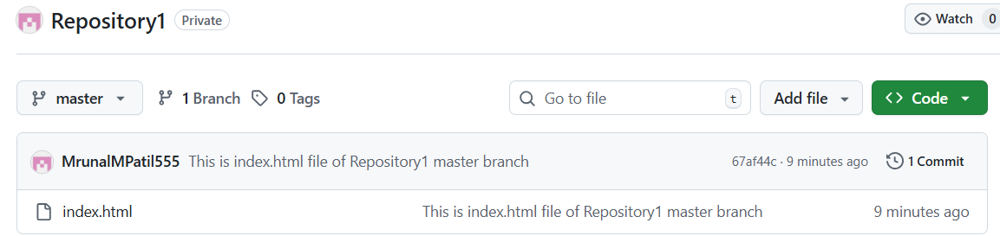 Repository1 Private Watch 0
master 1 Branch 0 Tags Go to file t Add file Code
MrunalMPatil555 This is index.html file of Repository1 master branch 67af44c · 9 minutes ago 1 Commit
index.html This is index.html file of Repository1 master branch 9 minutes ago